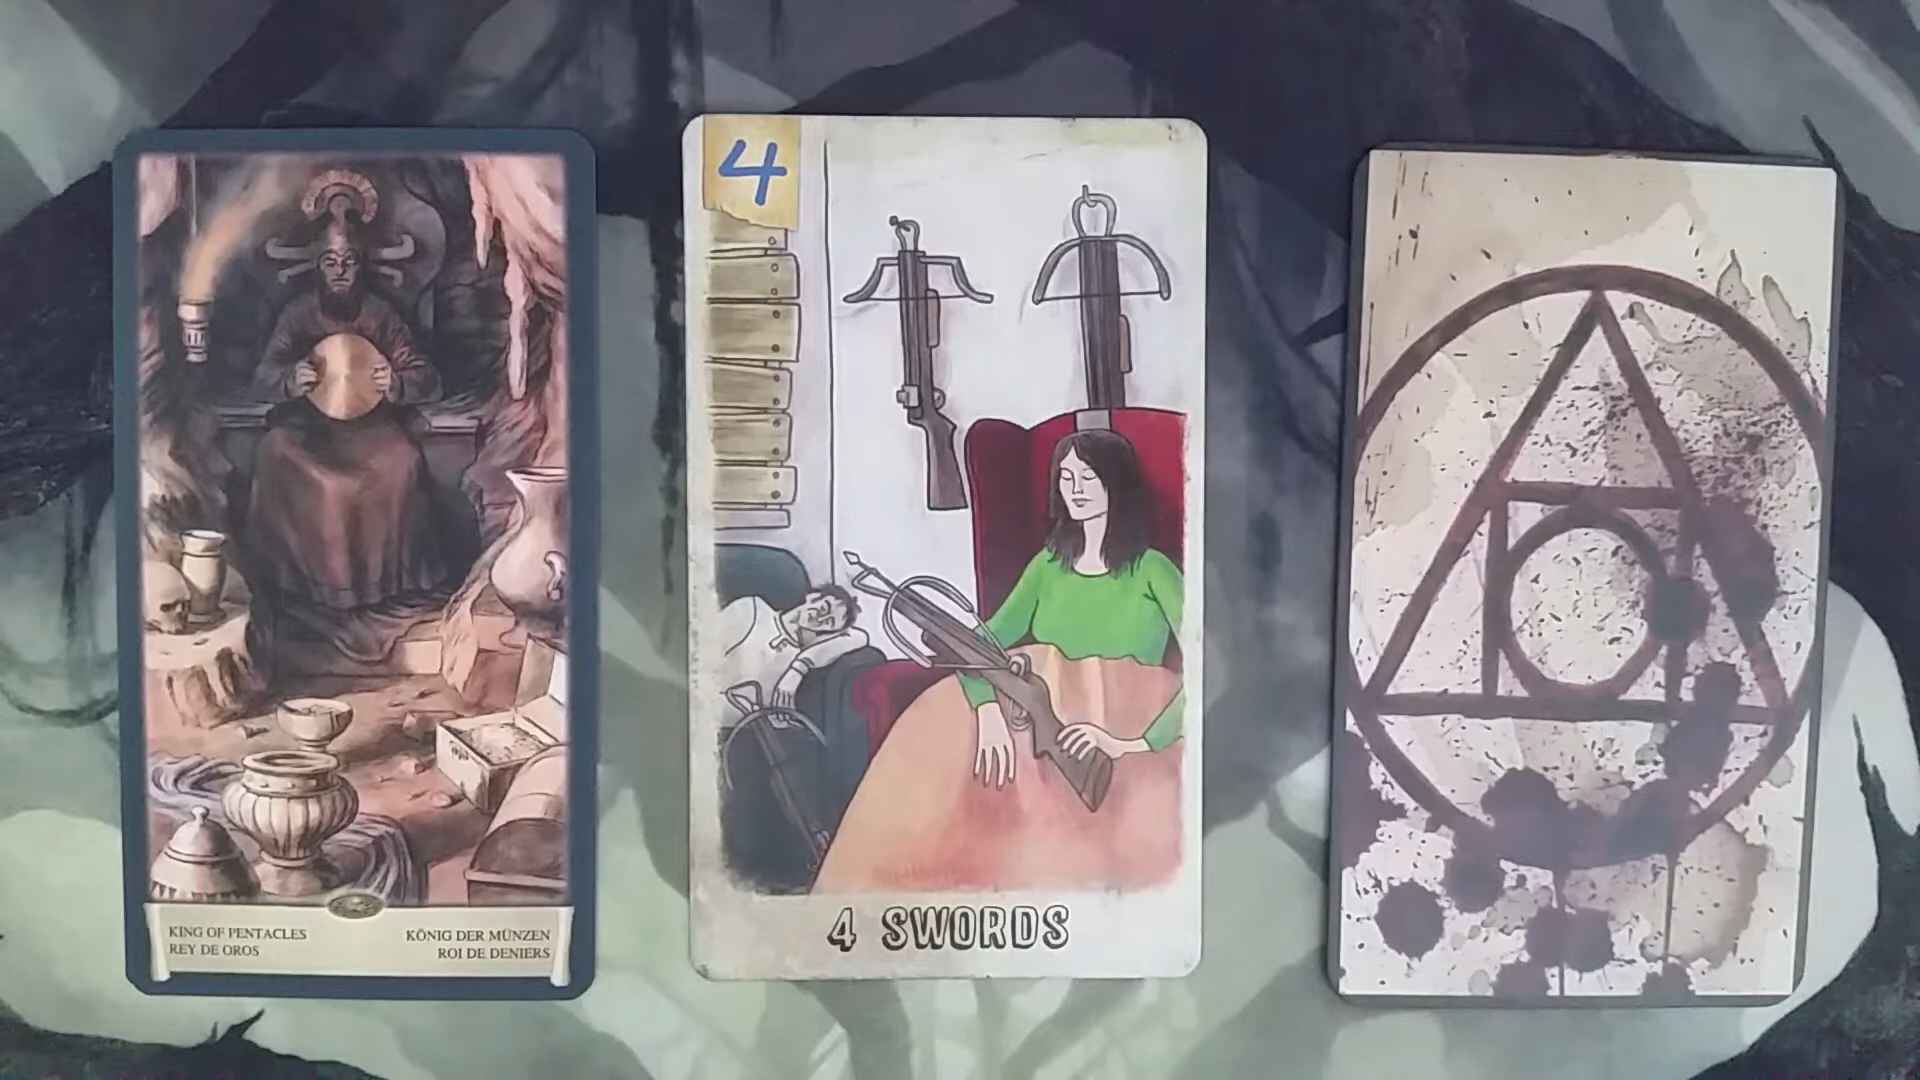 KING OF PENTACLES
REY DE OROS
KÖNIG DER MÜNZEN
ROI DE DENIERS
4
4 SWORDS